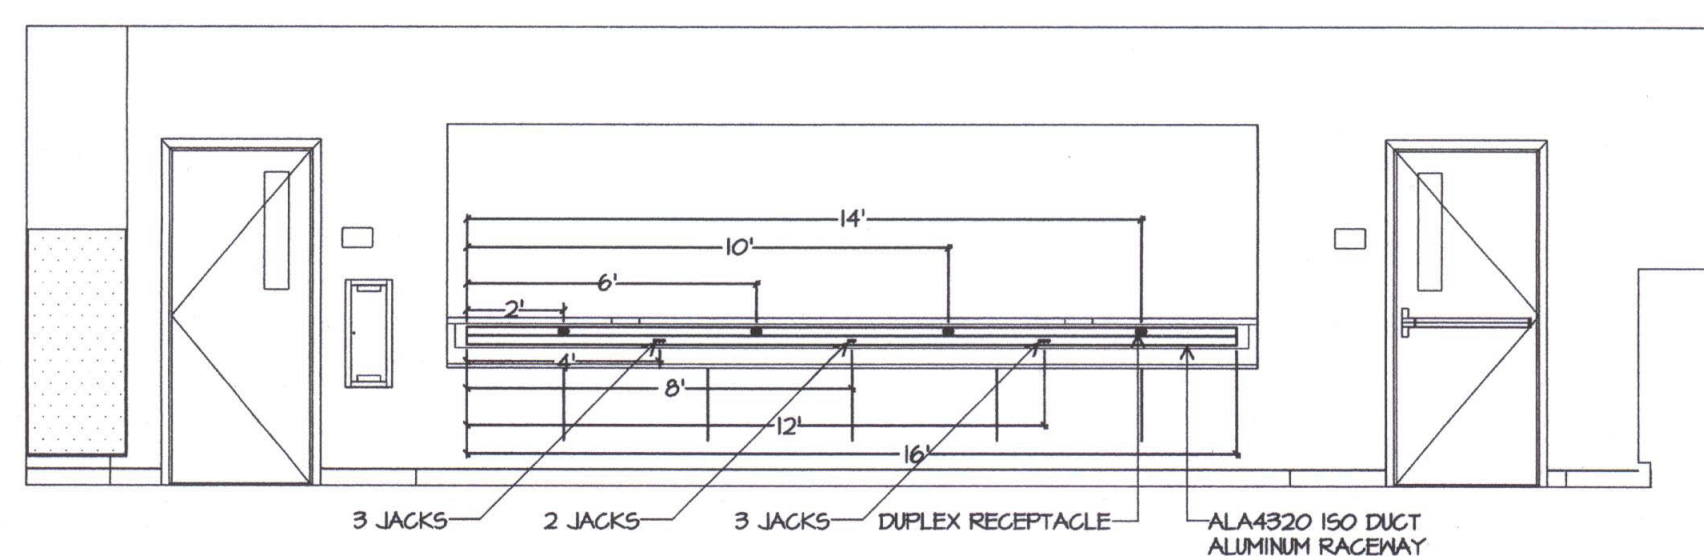 14'
10'
6'
2'
4'
8'
12'
16'
3 JACKS
2 JACKS
3 JACKS
DUPLEX RECEPTACLE
ALA4320 ISO DUCT
ALUMINUM RACEWAY